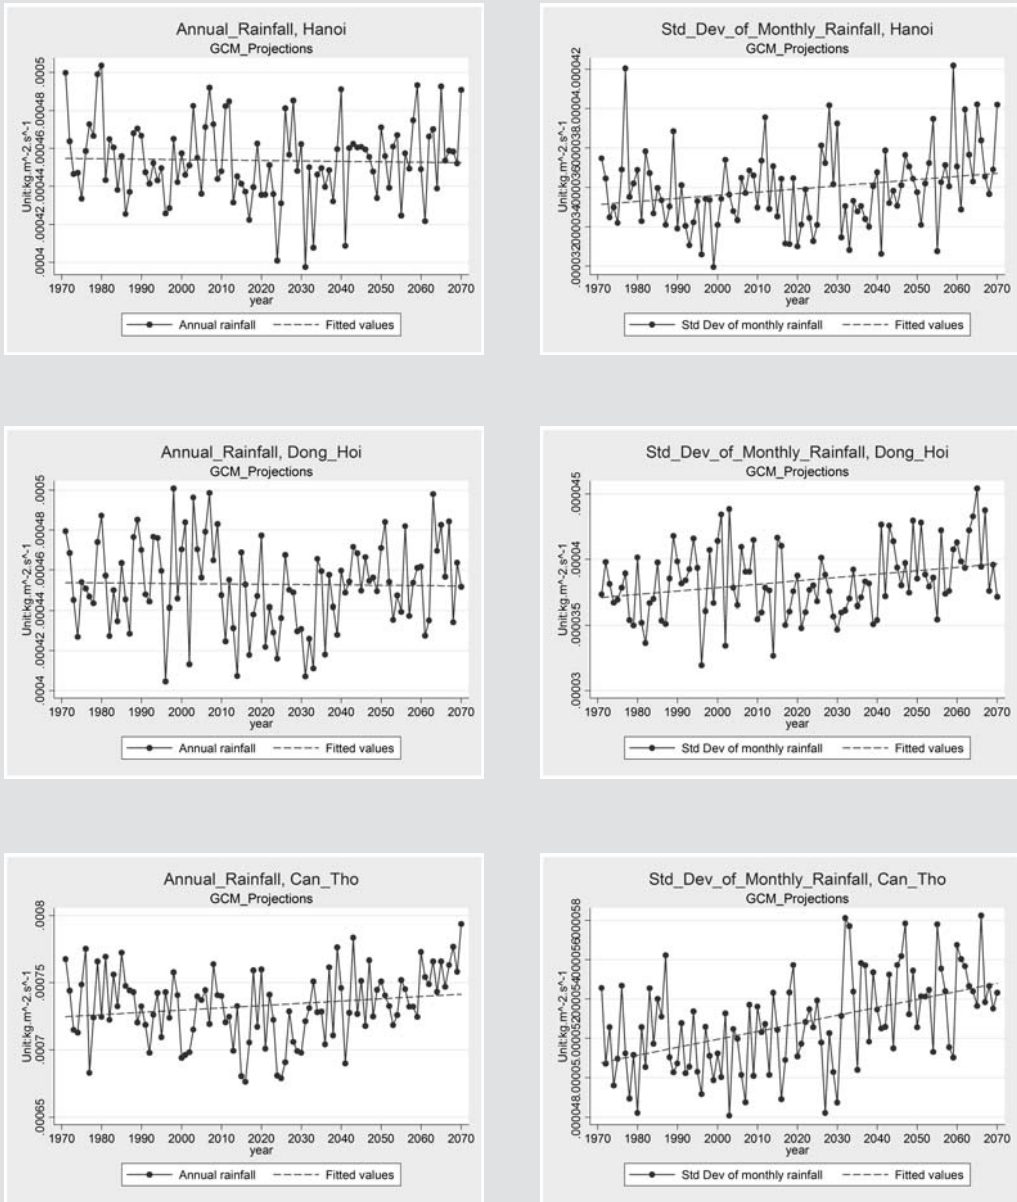 Annual_Rainfall, Hanoi
GCM_Projections
Unit:kg.m^-2.s^-1
.0004 .00042 .00044 .00046 .00048 .0005
1970 1980 1990 2000 2010 2020 2030 2040 2050 2060 2070
year
Annual rainfall Fitted values
Std_Dev_of_Monthly_Rainfall, Hanoi
GCM_Projections
Unit:kg.m^-2.s^-1
.000032.000034.000036.000038.00004.000042
1970 1980 1990 2000 2010 2020 2030 2040 2050 2060 2070
year
Std Dev of monthly rainfall Fitted values
Annual_Rainfall, Dong_Hoi
GCM_Projections
Unit:kg.m^-2.s^-1
.0004 .00042 .00044 .00046 .00048 .0005
1970 1980 1990 2000 2010 2020 2030 2040 2050 2060 2070
year
Annual rainfall Fitted values
Std_Dev_of_Monthly_Rainfall, Dong_Hoi
GCM_Projections
Unit:kg.m^-2.s^-1
.00003 .000035 .00004 .000045
1970 1980 1990 2000 2010 2020 2030 2040 2050 2060 2070
year
Std Dev of monthly rainfall Fitted values
Annual_Rainfall, Can_Tho
GCM_Projections
Unit:kg.m^-2.s^-1
.00065 .0007 .00075 .0008
1970 1980 1990 2000 2010 2020 2030 2040 2050 2060 2070
year
Annual rainfall Fitted values
Std_Dev_of_Monthly_Rainfall, Can_Tho
GCM_Projections
Unit:kg.m^-2.s^-1
.000048.00005.000052.000054.000056.000058
1970 1980 1990 2000 2010 2020 2030 2040 2050 2060 2070
year
Std Dev of monthly rainfall Fitted values